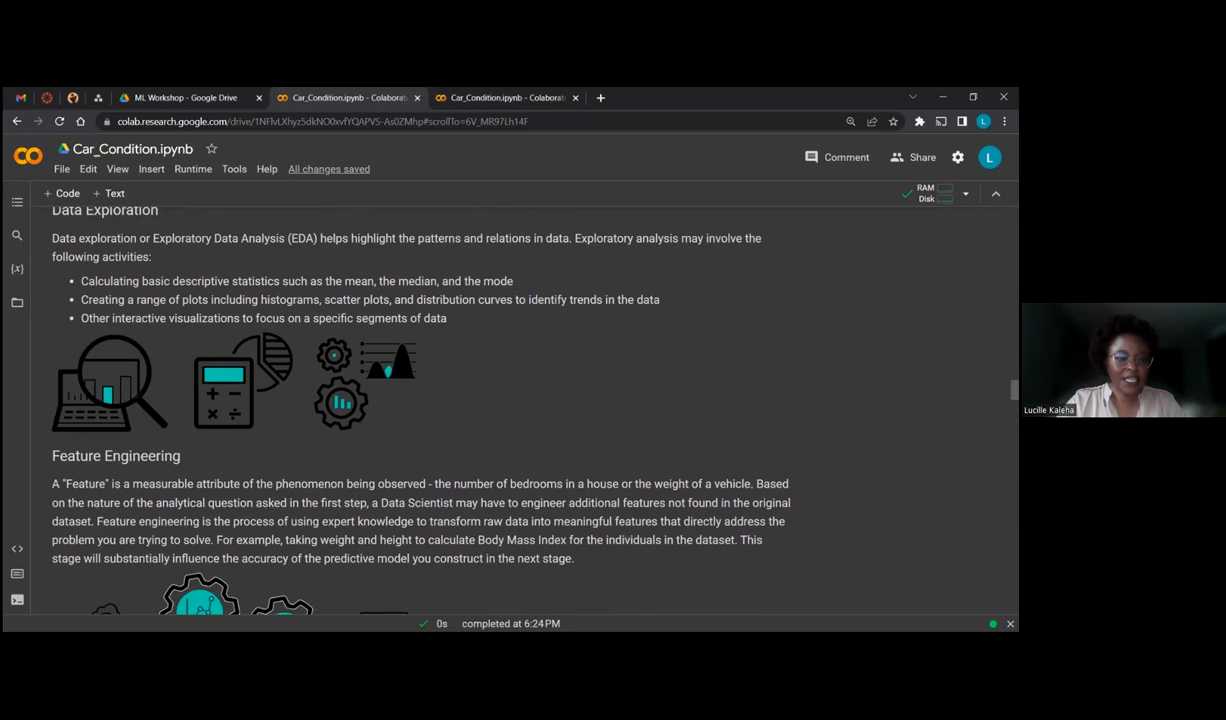 ML Workshop - Google Drive
Car_Condition.ipynb - Colaborat
Car_Condition.ipynb - Colaborat
colab.research.google.com/drive/1NFlvLXhyz5dkNO0xvfYQAPVS-As0ZMhp#scrollTo=6V_MR97Lh14F
L
Car_Condition.ipynb
Comment
Share
L
File Edit View Insert Runtime Tools Help All changes saved
+ Code + Text
RAM
Disk
Data Exploration
Data exploration or Exploratory Data Analysis (EDA) helps highlight the patterns and relations in data. Exploratory analysis may involve the
following activities:
• Calculating basic descriptive statistics such as the mean, the median, and the mode
• Creating a range of plots including histograms, scatter plots, and distribution curves to identify trends in the data
• Other interactive visualizations to focus on a specific segments of data
Feature Engineering
A "Feature" is a measurable attribute of the phenomenon being observed - the number of bedrooms in a house or the weight of a vehicle. Based
on the nature of the analytical question asked in the first step, a Data Scientist may have to engineer additional features not found in the original
dataset. Feature engineering is the process of using expert knowledge to transform raw data into meaningful features that directly address the
problem you are trying to solve. For example, taking weight and height to calculate Body Mass Index for the individuals in the dataset. This
stage will substantially influence the accuracy of the predictive model you construct in the next stage.
0s completed at 6:24 PM
Lucille Kaleha